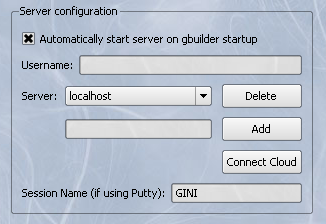 Server configuration
Automatically start server on gbuilder startup
Username:
Server: localhost Delete
Add
Connect Cloud
Session Name (if using Putty): GINI